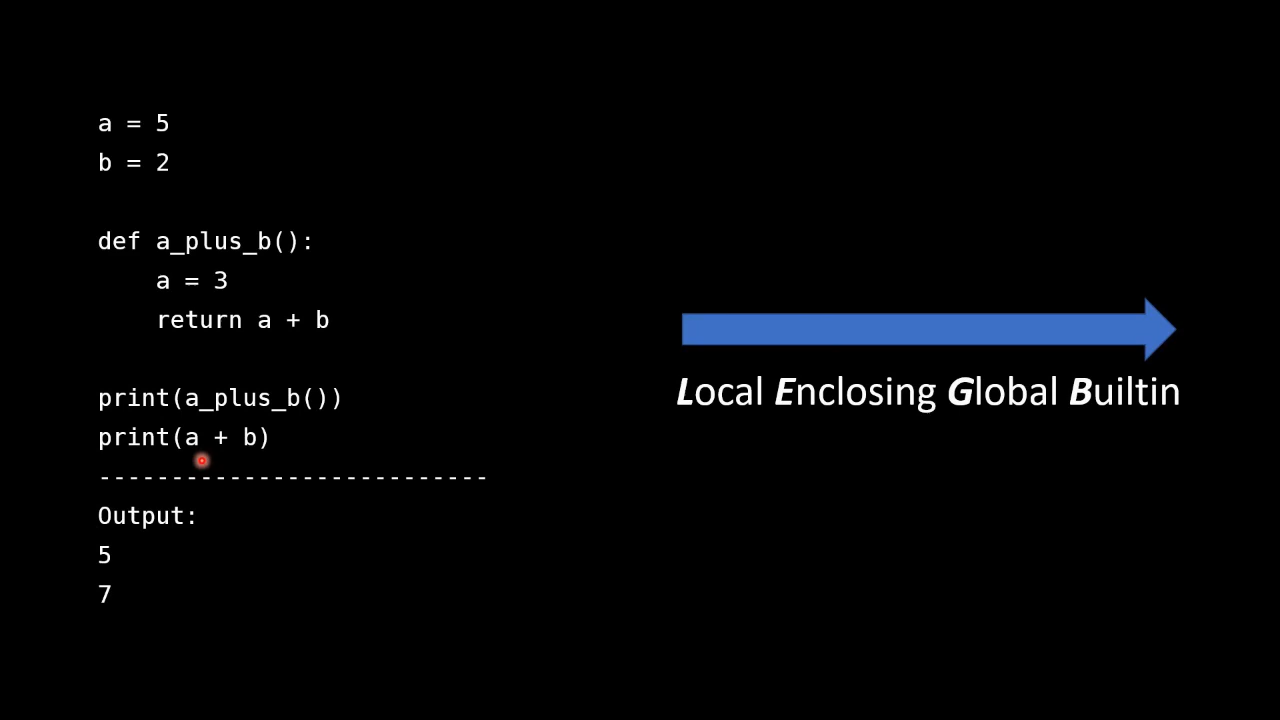 a = 5
b = 2
def a_plus_b():
    a = 3
    return a + b
print(a_plus_b())
print(a + b)
---------------------------
Output:
5
7
Local Enclosing Global Builtin